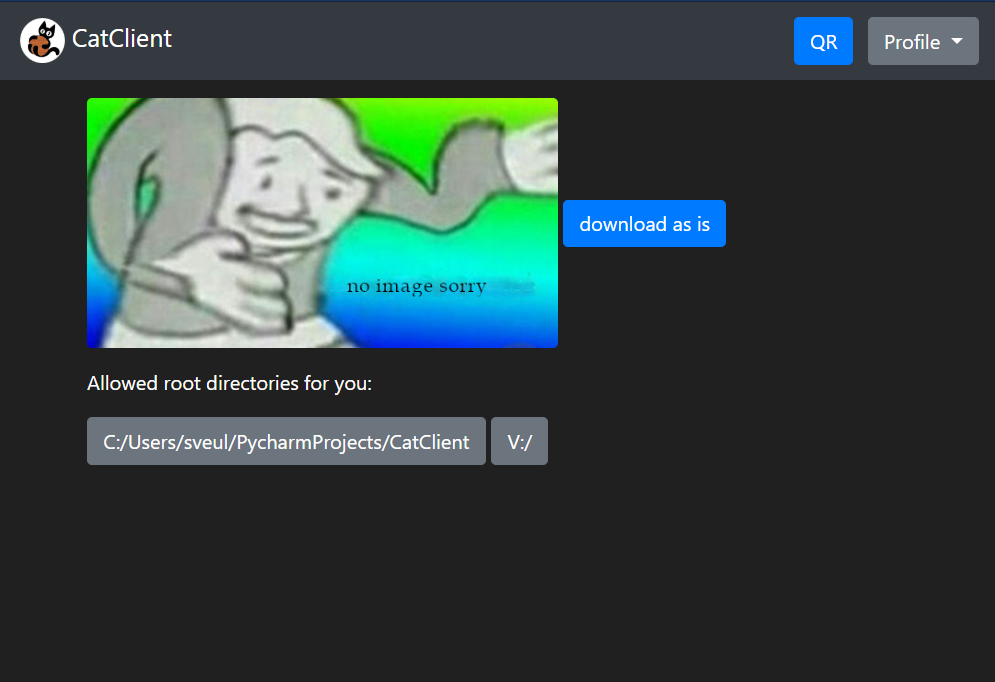 CatClient
QR
Profile
download as is
no image sorry
Allowed root directories for you:
C:/Users/sveul/PycharmProjects/CatClient
V:/